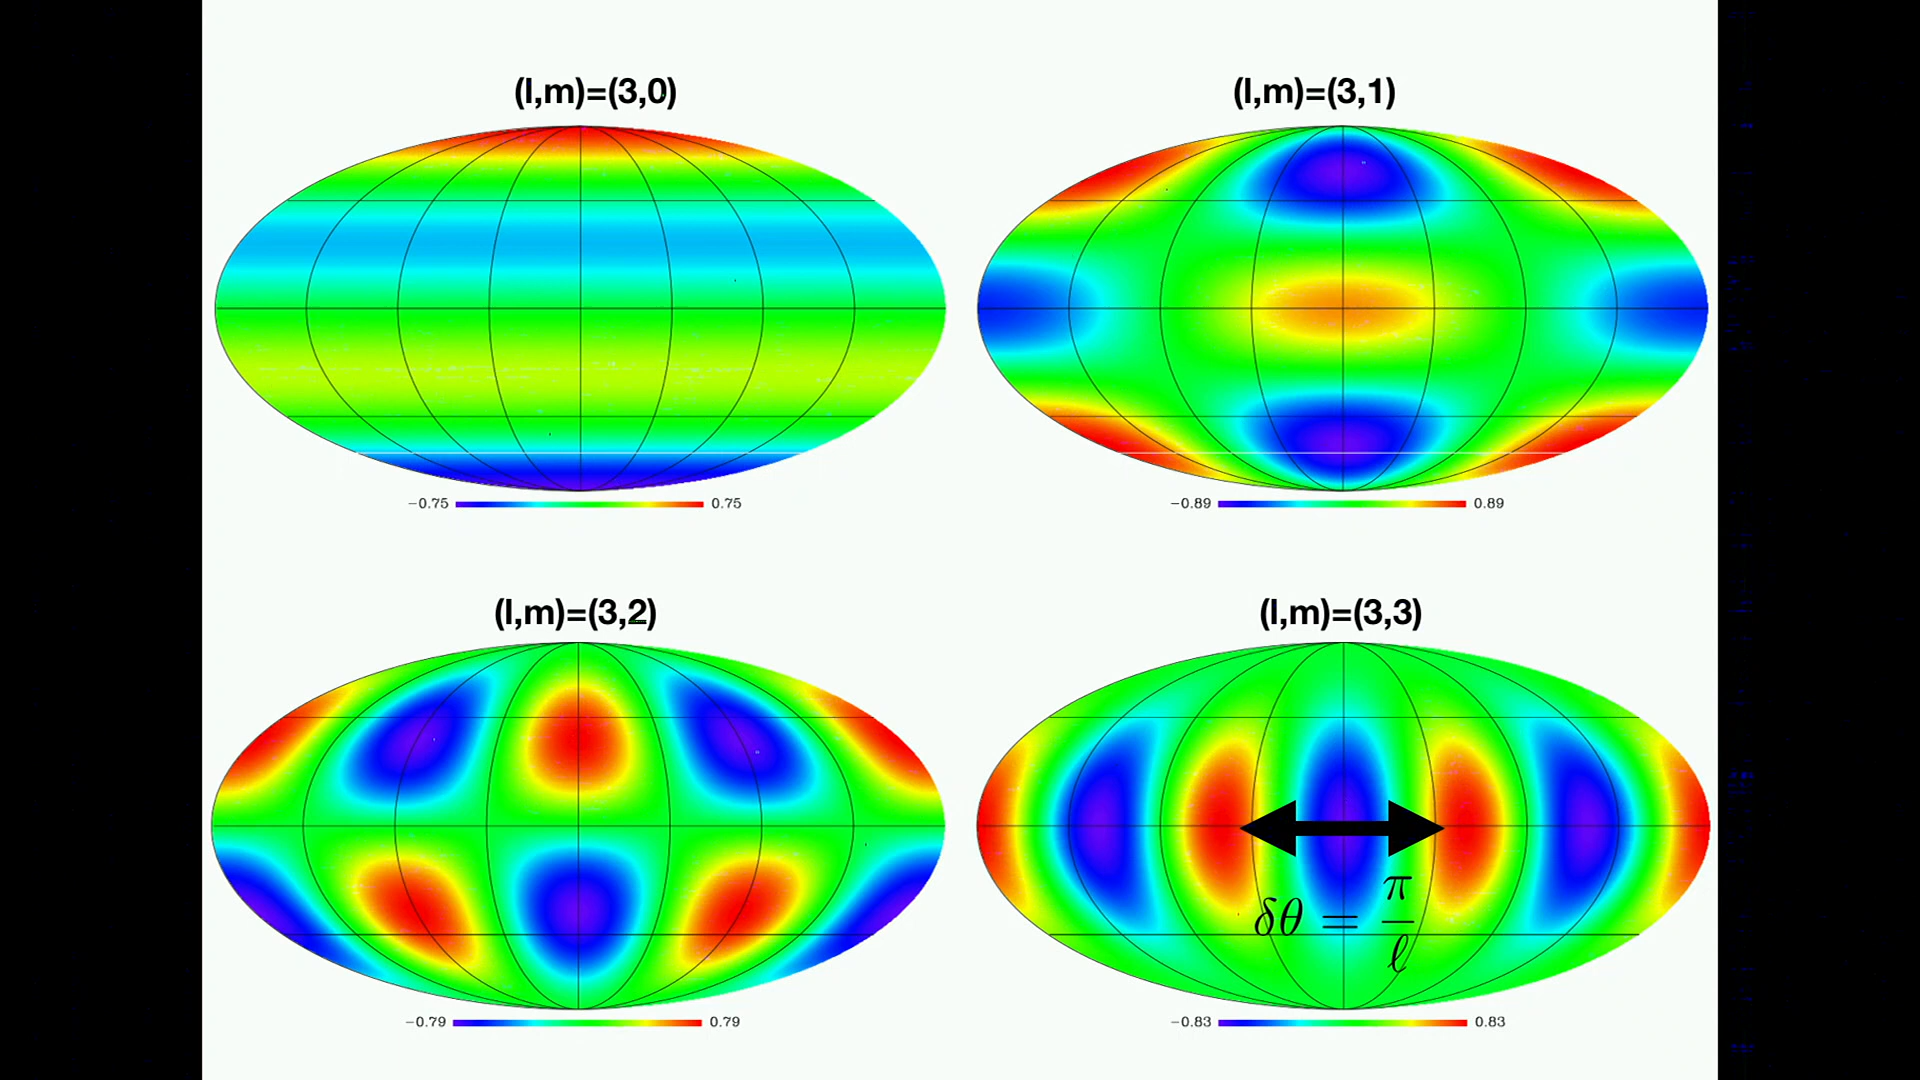 (l,m)=(3,0)
(l,m)=(3,1)
−0.75 0.75
−0.89 0.89
(l,m)=(3,2)
(l,m)=(3,3)
δθ = π/ℓ
−0.79 0.79
−0.83 0.83